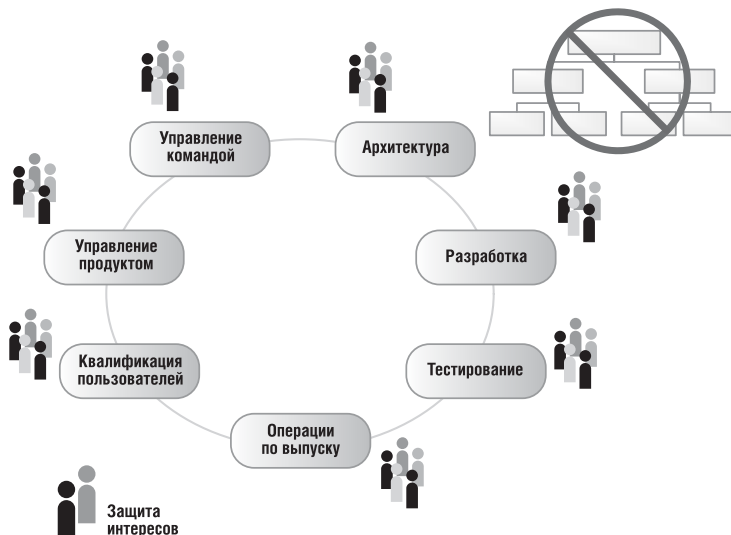 Управление
командой
Архитектура
Управление
продуктом
Разработка
Квалификация
пользователей
Тестирование
Операции
по выпуску
Защита
интересов